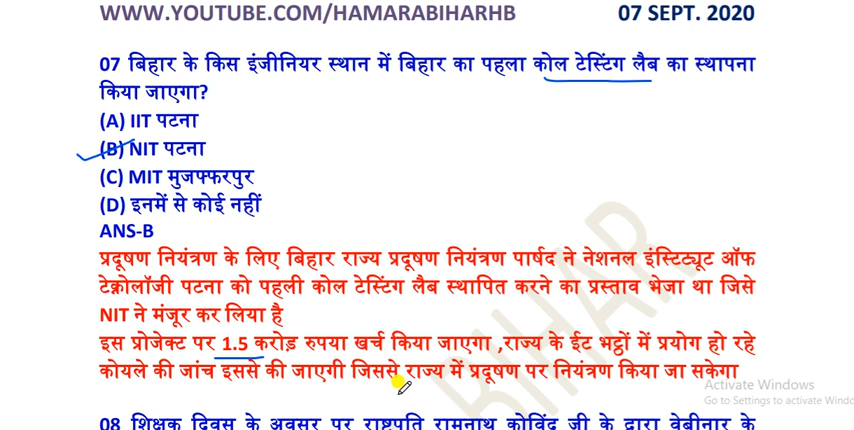 WWW.YOUTUBE.COM/HAMARABIHARHB 07 SEPT. 2020
07 बिहार के किस इंजीनियर स्थान में बिहार का पहला कोल टेस्टिंग लैब का स्थापना
किया जाएगा?
(A) IIT पटना
(B) NIT पटना
(C) MIT मुजफ्फरपुर
(D) इनमें से कोई नहीं
ANS-B
प्रदूषण नियंत्रण के लिए बिहार राज्य प्रदूषण नियंत्रण पार्षद ने नेशनल इंस्टिट्यूट ऑफ
टेक्नोलॉजी पटना को पहली कोल टेस्टिंग लैब स्थापित करने का प्रस्ताव भेजा था जिसे
NIT ने मंजूर कर लिया है
इस प्रोजेक्ट पर 1.5 करोड़ रुपया खर्च किया जाएगा ,राज्य के ईट भट्ठों में प्रयोग हो रहे
कोयले की जांच इससे की जाएगी जिससे राज्य में प्रदूषण पर नियंत्रण किया जा सकेगा
BIHAR
Activate Windows
Go to Settings to activate Windo
08 शिक्षक दिवस के अवसर पर राष्ट्रपति रामनाथ कोविंद जी के द्वारा वेबीनार के